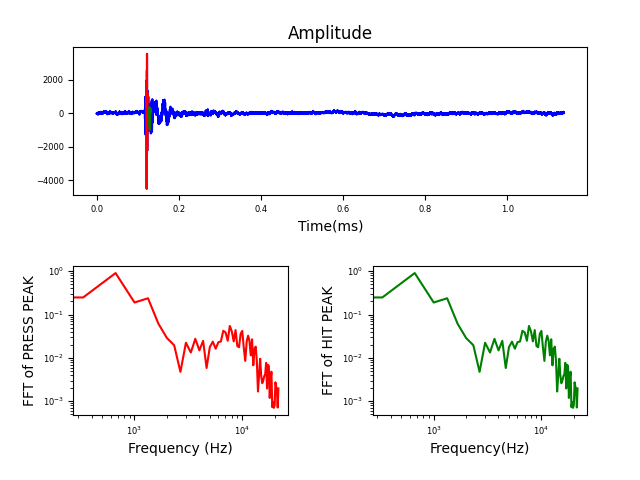 Amplitude
2000
0
−2000
−4000
0.0 0.2 0.4 0.6 0.8 1.0
Time(ms)
FFT of PRESS PEAK
10⁰
10⁻¹
10⁻²
10⁻³
10³ 10⁴
Frequency (Hz)
FFT of HIT PEAK
10⁰
10⁻¹
10⁻²
10⁻³
10³ 10⁴
Frequency(Hz)